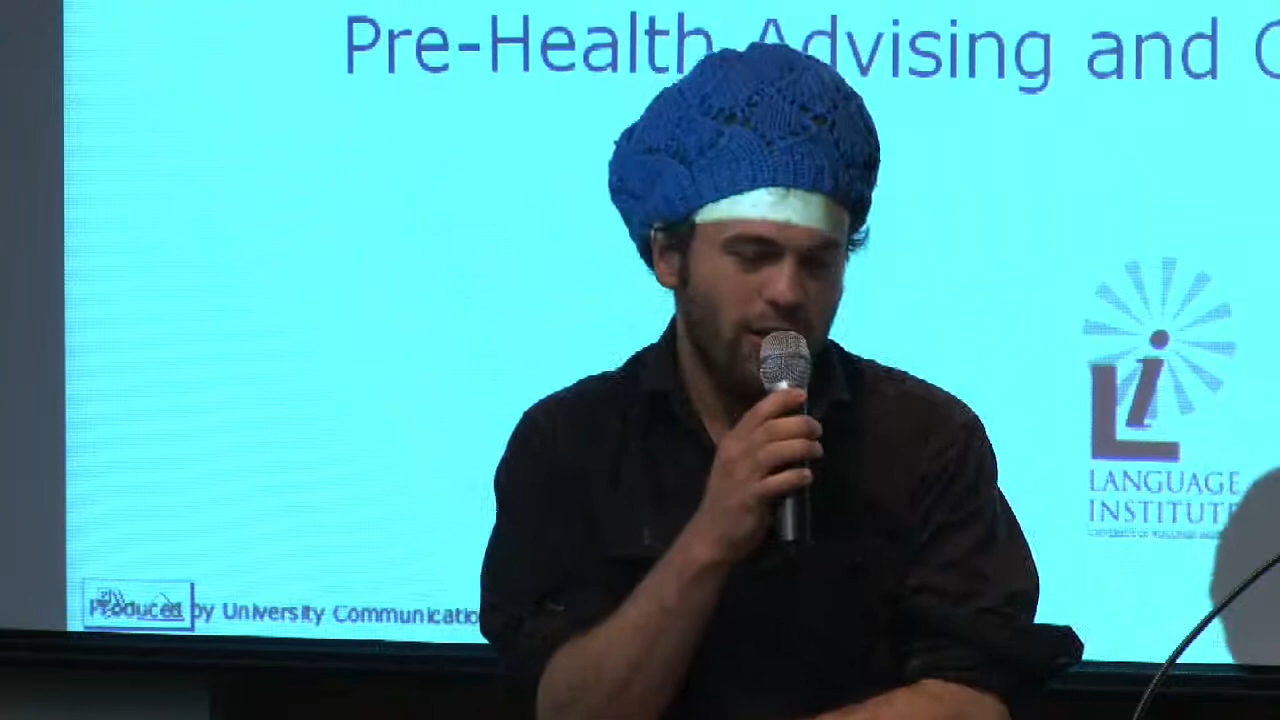 Pre-Health Advising and
LANGUAGE
INSTITUTE
Produced by University Communicatio